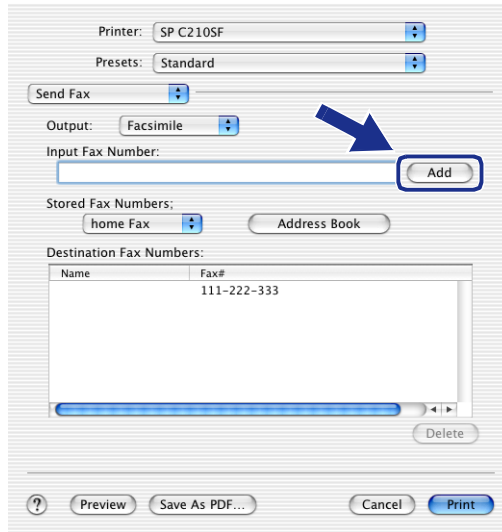 Printer: SP C210SF
Presets: Standard
Send Fax
Output: Facsimile
Input Fax Number:
Add
Stored Fax Numbers;
home Fax Address Book
Destination Fax Numbers:
Name Fax#
111-222-333
Delete
? Preview Save As PDF... Cancel Print